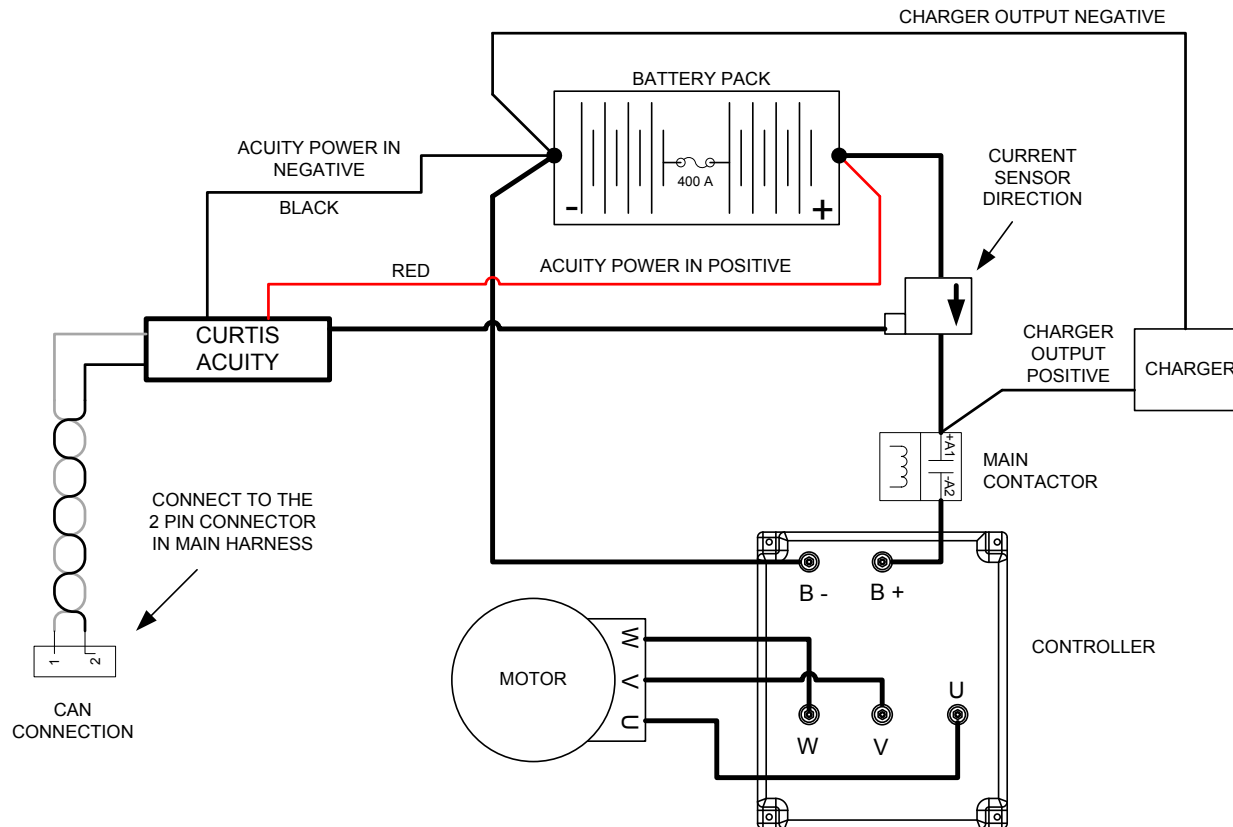 CHARGER OUTPUT NEGATIVE
BATTERY PACK
ACUITY POWER IN
NEGATIVE
BLACK
400 A
-
+
CURRENT
SENSOR
DIRECTION
RED
ACUITY POWER IN POSITIVE
CURTIS
ACUITY
CHARGER
OUTPUT
POSITIVE
CHARGER
+A1
-A2
MAIN
CONTACTOR
CONNECT TO THE
2 PIN CONNECTOR
IN MAIN HARNESS
B -
B +
1
2
CAN
CONNECTION
MOTOR
W
V
U
CONTROLLER
U
W
V